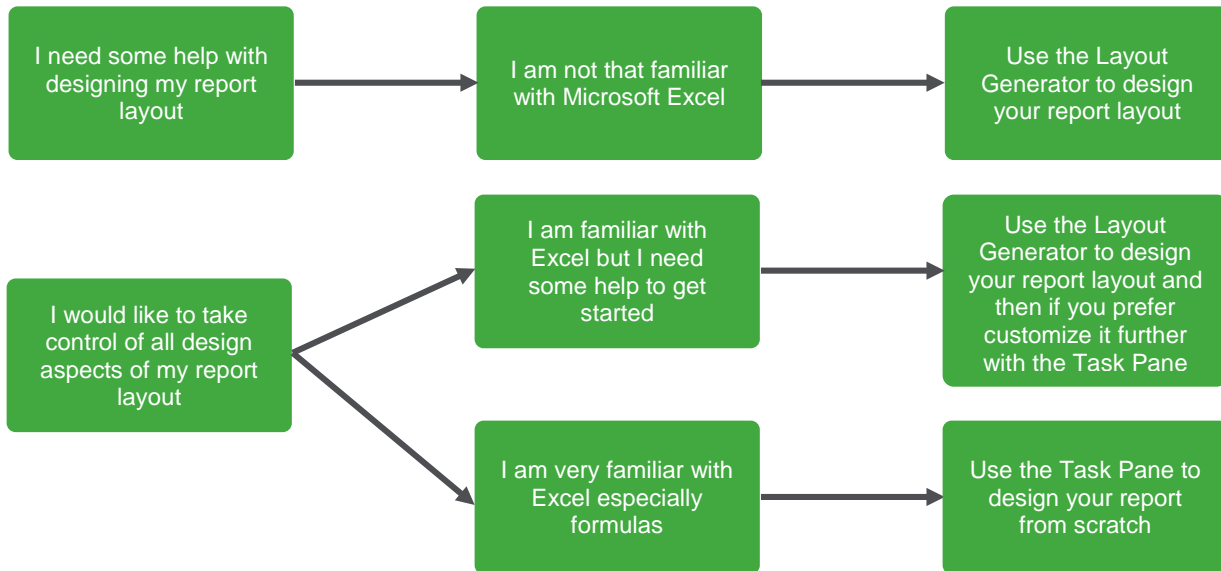 I need some help with
designing my report
layout
I am not that familiar
with Microsoft Excel
Use the Layout
Generator to design
your report layout
I would like to take
control of all design
aspects of my report
layout
I am familiar with
Excel but I need
some help to get
started
Use the Layout
Generator to design
your report layout and
then if you prefer
customize it further
with the Task Pane
I am very familiar with
Excel especially
formulas
Use the Task Pane to
design your report
from scratch